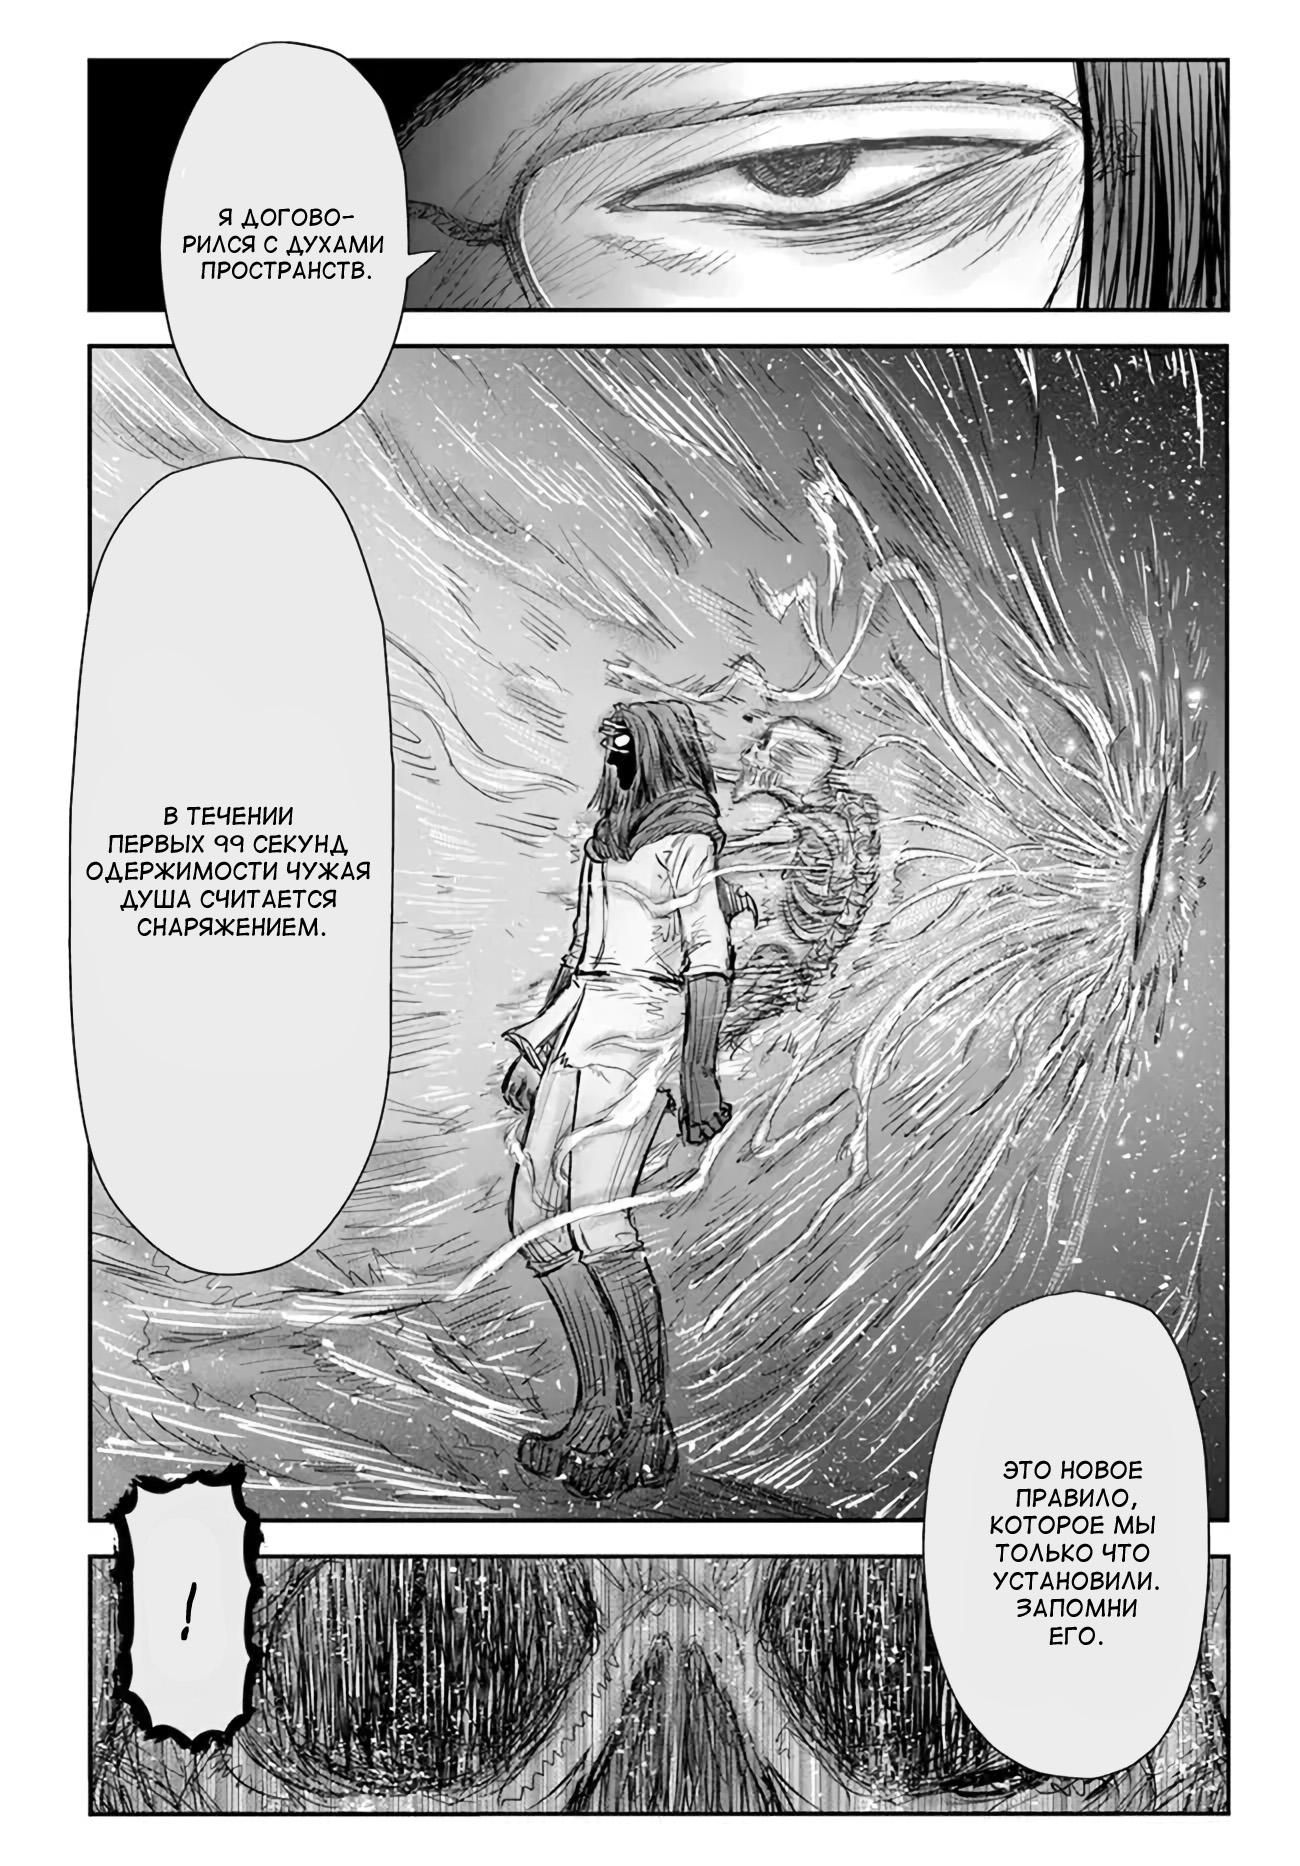 Я ДОГОВО-
РИЛСЯ С ДУХАМИ
ПРОСТРАНСТВ.
В ТЕЧЕНИИ
ПЕРВЫХ 99 СЕКУНД
ОДЕРЖИМОСТИ ЧУЖАЯ
ДУША СЧИТАЕТСЯ
СНАРЯЖЕНИЕМ.
ЭТО НОВОЕ
ПРАВИЛО,
КОТОРОЕ МЫ
ТОЛЬКО ЧТО
УСТАНОВИЛИ.
ЗАПОМНИ
ЕГО.
!